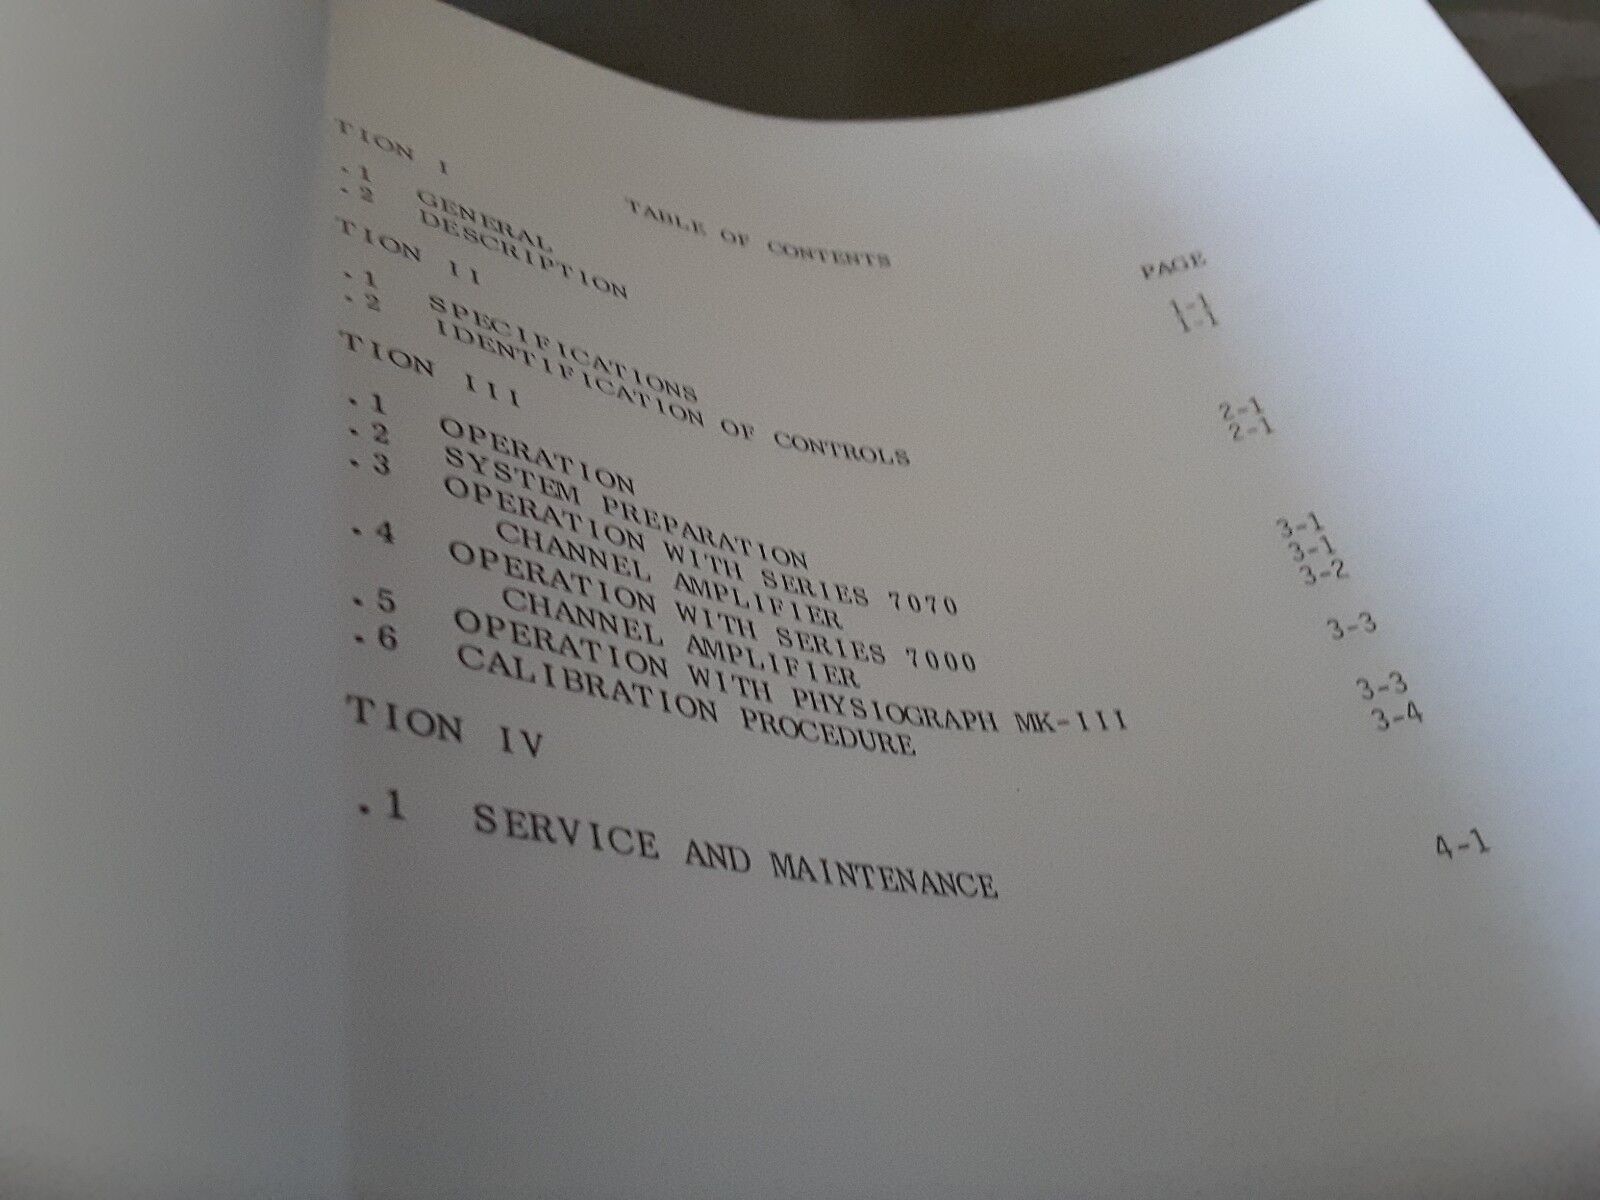 TABLE OF CONTENTS
PAGE
TION I
.1 GENERAL 1-1
.2 DESCRIPTION 1-1
TION II
.1 SPECIFICATIONS 2-1
.2 IDENTIFICATION OF CONTROLS 2-1
TION III
.1 OPERATION 3-1
.2 SYSTEM PREPARATION 3-1
.3 OPERATION WITH SERIES 7070
CHANNEL AMPLIFIER 3-2
.4 OPERATION WITH SERIES 7000
CHANNEL AMPLIFIER 3-3
.5 OPERATION WITH PHYSIOGRAPH MK-III 3-3
.6 CALIBRATION PROCEDURE 3-4
TION IV
.1 SERVICE AND MAINTENANCE 4-1